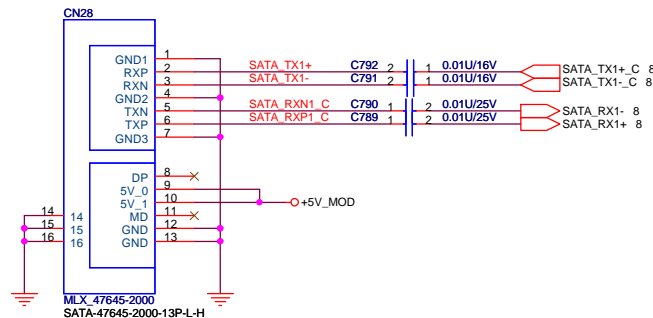 CN28
GND1 1
RXP 2 SATA_TX1+ C792 2 1 0.01U/16V SATA_TX1+_C 8
RXN 3 SATA_TX1- C791 2 1 0.01U/16V SATA_TX1-_C 8
GND2 4
TXN 5 SATA_RXN1_C C790 1 2 0.01U/25V SATA_RX1- 8
TXP 6 SATA_RXP1_C C789 1 2 0.01U/25V SATA_RX1+ 8
GND3 7
DP 8
5V_0 9
5V_1 10 +5V_MOD
14 14 MD 11
15 15 GND 12
16 16 GND 13
MLX_47645-2000
SATA-47645-2000-13P-L-H